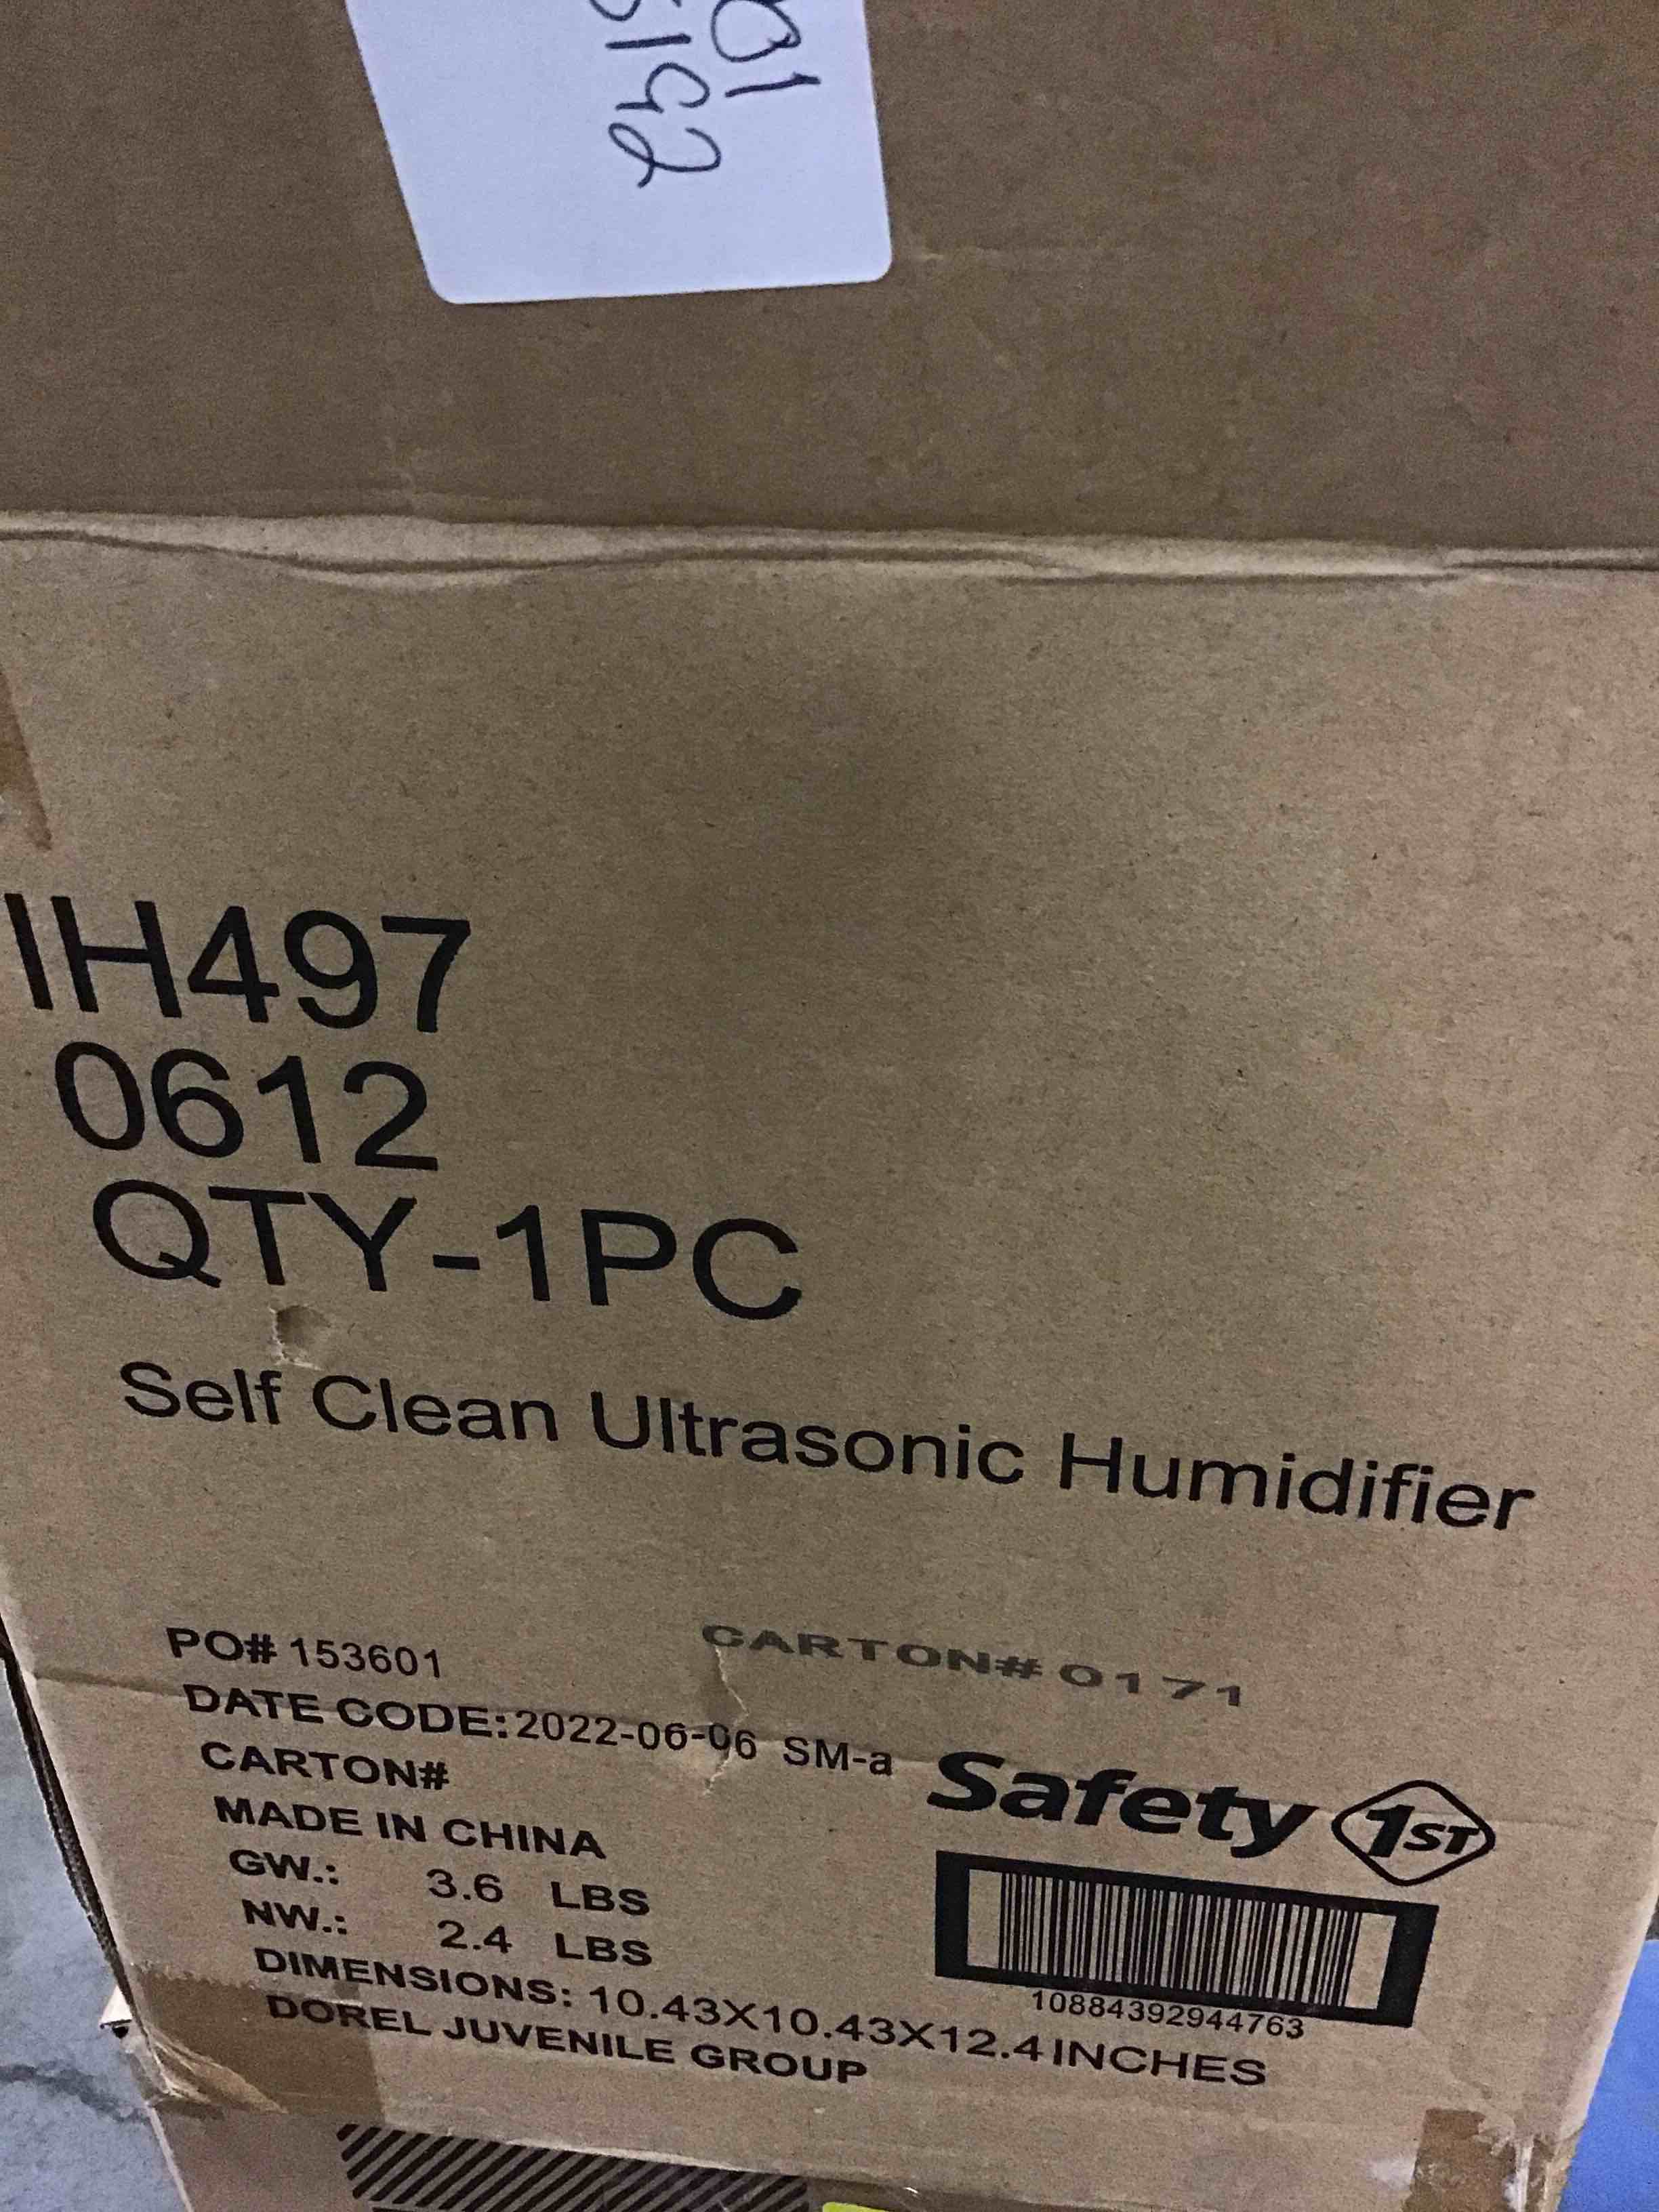 IH497
0612
QTY-1PC
Self Clean Ultrasonic Humidifier
PO# 153601
CARTON# 0171
DATE CODE:2022-06-06 SM-a
CARTON#
MADE IN CHINA
GW.: 3.6 LBS
NW.: 2.4 LBS
DIMENSIONS: 10.43X10.43X12.4INCHES
DOREL JUVENILE GROUP
Safety 1ST
10884392944763